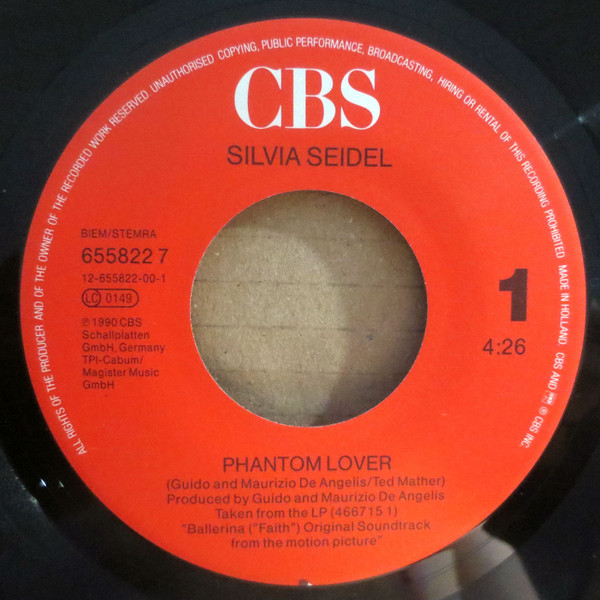 ALL RIGHTS OF THE PRODUCER AND OF THE OWNER OF THE RECORDED WORK RESERVED UNAUTHORISED COPYING, PUBLIC PERFORMANCE, BROADCASTING, HIRING OR RENTAL OF THIS RECORDING PROHIBITED MADE IN HOLLAND. CBS AND ® CBS INC.
CBS
SILVIA SEIDEL
BIEM/STEMRA
655822 7
12-655822-00-1
LC 0149
℗ 1990 CBS
Schallplatten
GmbH, Germany
TPI-Cabum/
Magister Music
GmbH
1
4:26
PHANTOM LOVER
(Guido and Maurizio De Angelis/Ted Mather)
Produced by Guido and Maurizio De Angelis
Taken from the LP (466715 1)
"Ballerina ("Faith") Original Soundtrack
from the motion picture"